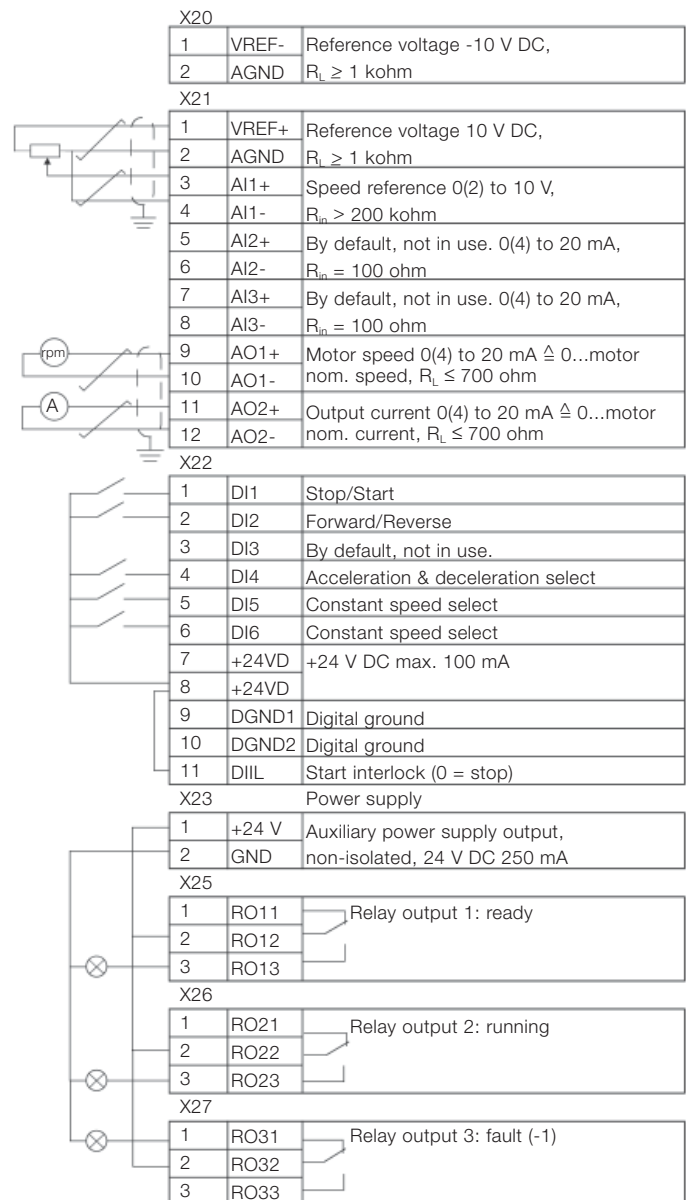 X20
1 VREF- Reference voltage -10 V DC,
2 AGND R_L ≥ 1 kohm
X21
1 VREF+ Reference voltage 10 V DC,
2 AGND R_L ≥ 1 kohm
3 AI1+ Speed reference 0(2) to 10 V,
4 AI1- R_in > 200 kohm
5 AI2+ By default, not in use. 0(4) to 20 mA,
6 AI2- R_in = 100 ohm
7 AI3+ By default, not in use. 0(4) to 20 mA,
8 AI3- R_in = 100 ohm
rpm 9 AO1+ Motor speed 0(4) to 20 mA ≙ 0...motor
10 AO1- nom. speed, R_L ≤ 700 ohm
A 11 AO2+ Output current 0(4) to 20 mA ≙ 0...motor
12 AO2- nom. current, R_L ≤ 700 ohm
X22
1 DI1 Stop/Start
2 DI2 Forward/Reverse
3 DI3 By default, not in use.
4 DI4 Acceleration & deceleration select
5 DI5 Constant speed select
6 DI6 Constant speed select
7 +24VD +24 V DC max. 100 mA
8 +24VD
9 DGND1 Digital ground
10 DGND2 Digital ground
11 DIIL Start interlock (0 = stop)
X23 Power supply
1 +24 V Auxiliary power supply output,
2 GND non-isolated, 24 V DC 250 mA
X25
1 RO11 Relay output 1: ready
2 RO12
3 RO13
X26
1 RO21 Relay output 2: running
2 RO22
3 RO23
X27
1 RO31 Relay output 3: fault (-1)
2 RO32
3 RO33